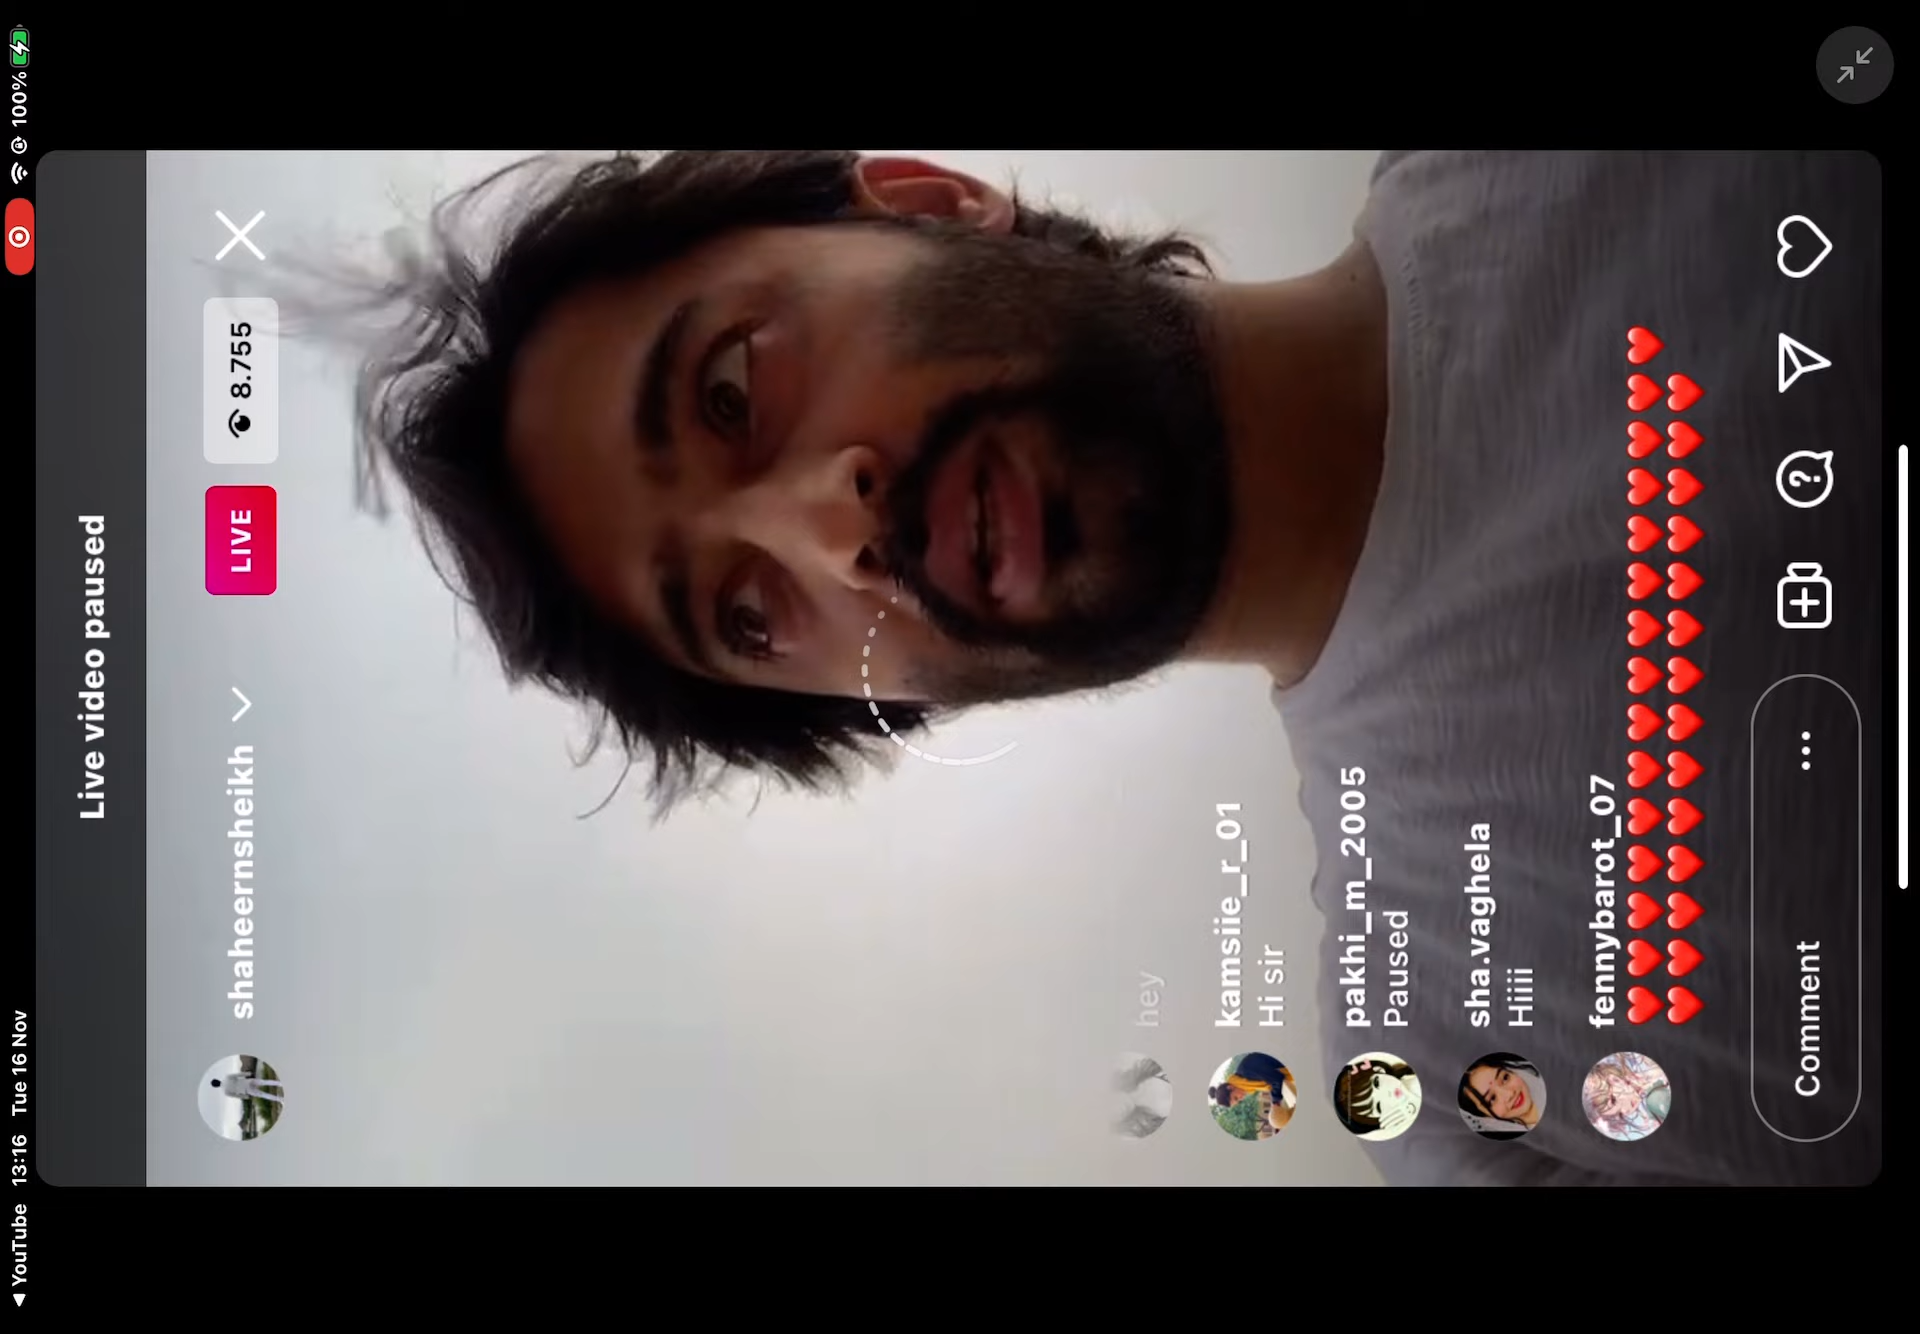 YouTube 13:16 Tue 16 Nov 100%
Live video paused
shaheernsheikh LIVE 8.755
hey
kamsiie_r_01
Hi sir
pakhi_m_2005
Paused
sha.vaghela
Hiiii
fennybarot_07
❤️❤️❤️❤️❤️❤️❤️❤️❤️❤️❤️❤️❤️❤️❤️
❤️❤️❤️❤️❤️❤️❤️❤️❤️❤️❤️❤️❤️❤️
Comment